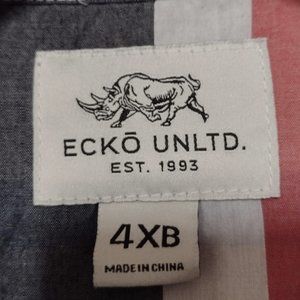 ECKŌ UNLTD.
EST. 1993
4XB
MADE IN CHINA